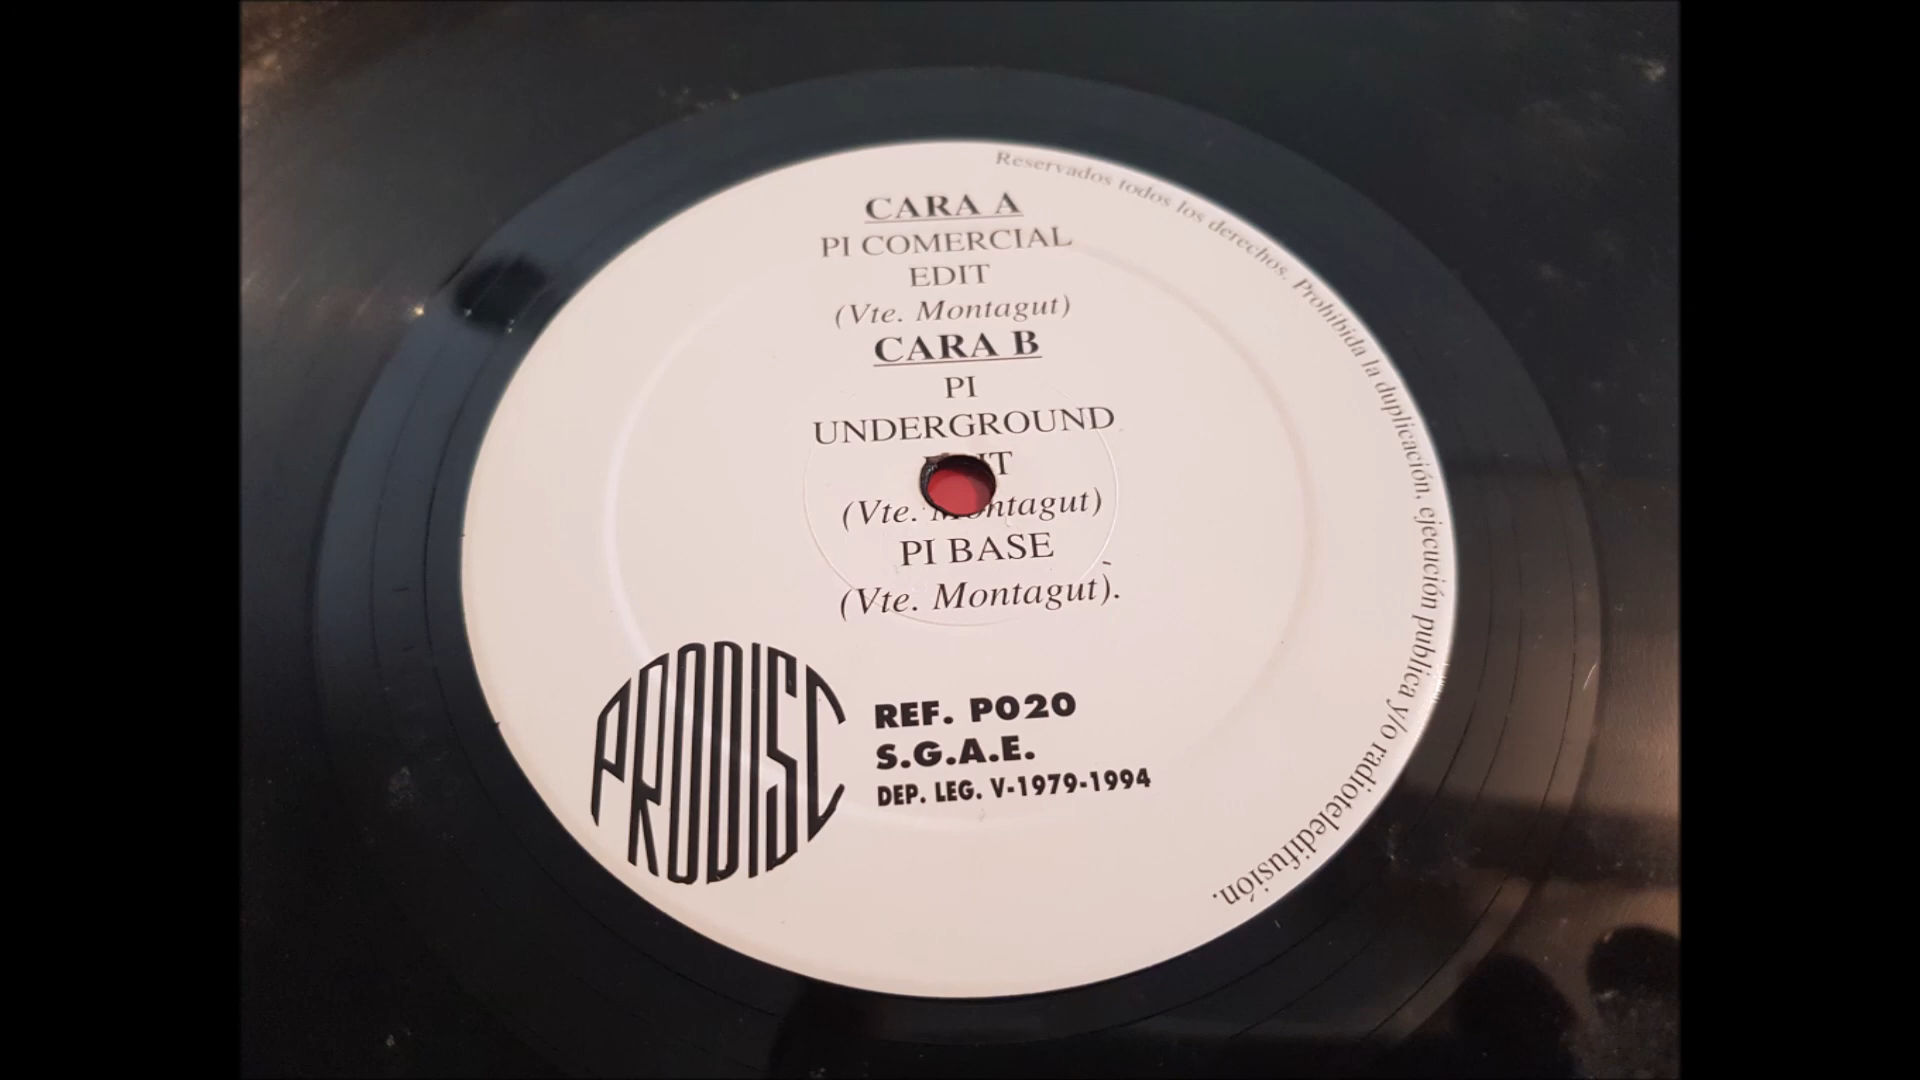 CARA A
PI COMERCIAL
EDIT
(Vte. Montagut)
CARA B
PI
UNDERGROUND
(Vte. Montagut)
PI BASE
(Vte. Montagut).
PRODISC
REF. P020
S.G.A.E.
DEP. LEG. V-1979-1994
Reservados todos los derechos. Prohibida la duplicación, ejecución publica y/o radioteledifusión.